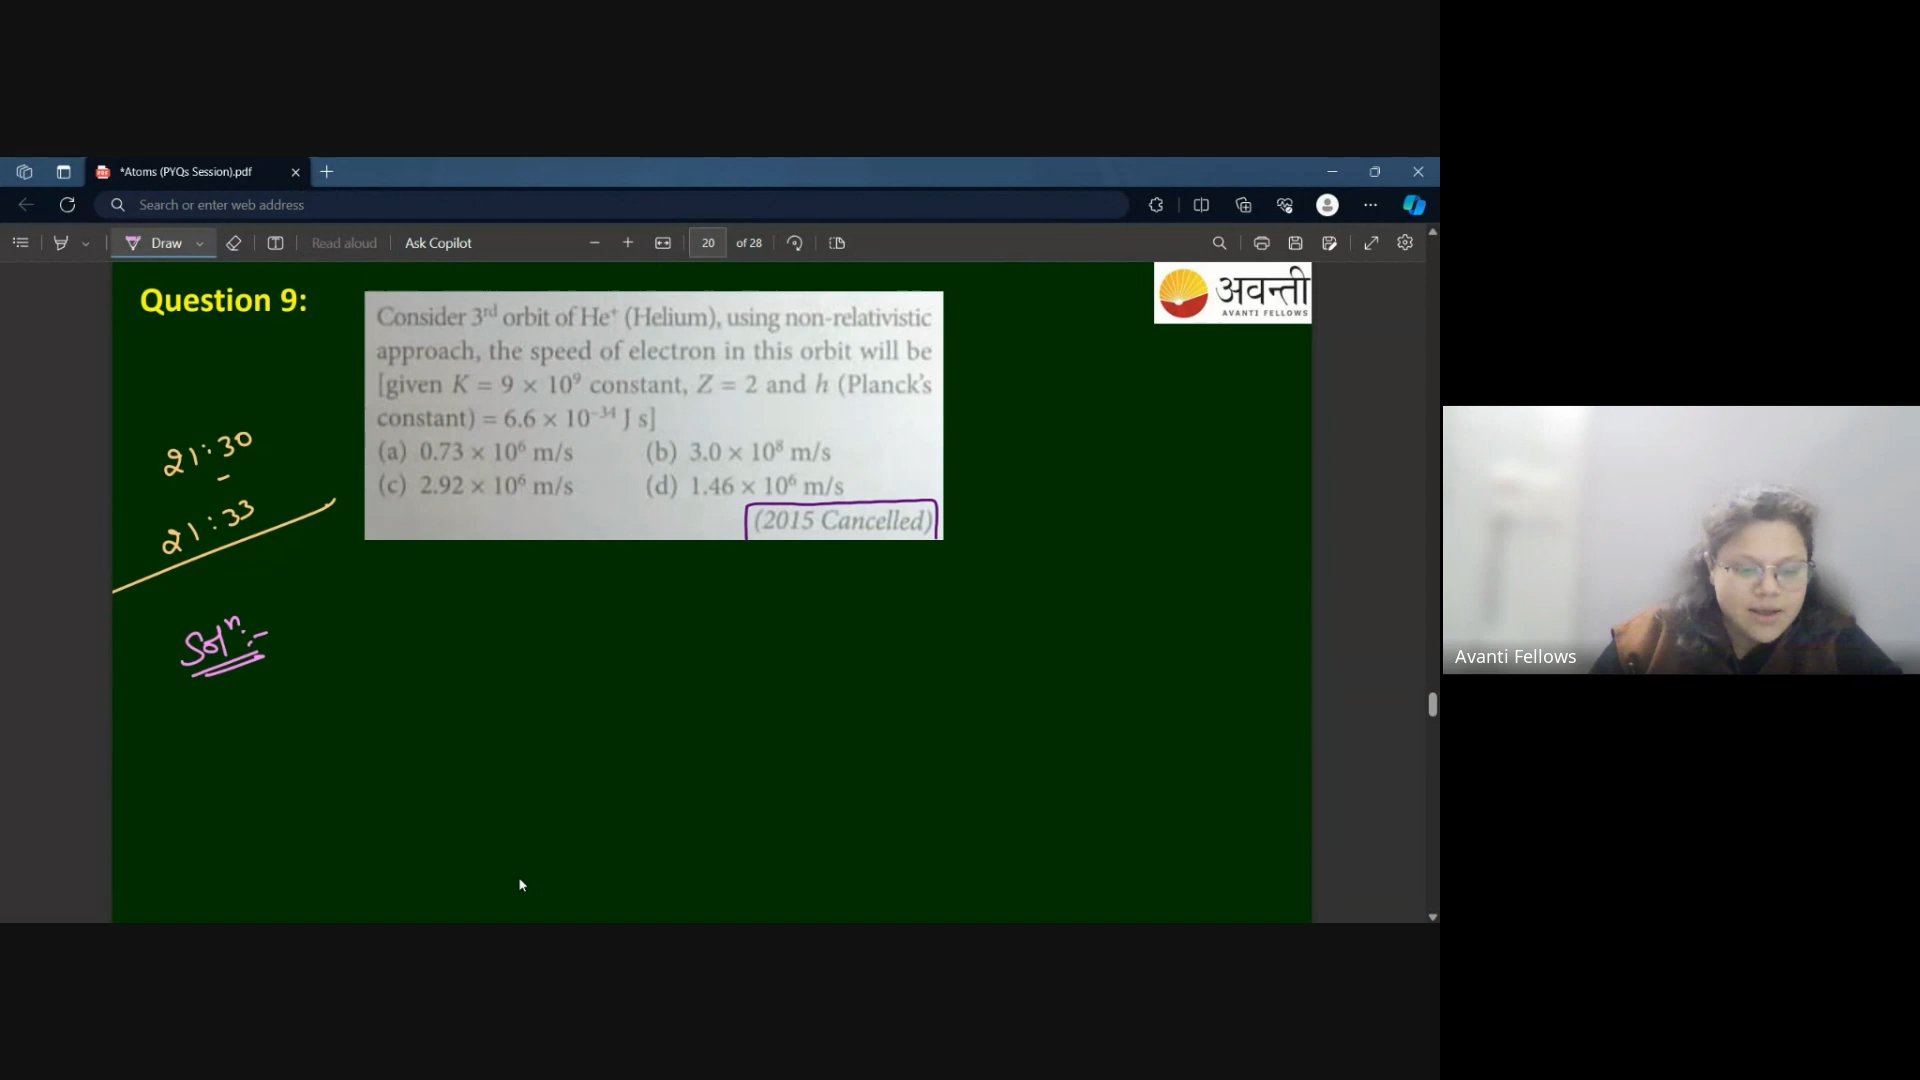 *Atoms (PYQs Session).pdf
Search or enter web address
Draw
Read aloud
Ask Copilot
20
of 28
Question 9:
अवन्ती
AVANTI FELLOWS
Consider 3rd orbit of He+ (Helium), using non-relativistic
approach, the speed of electron in this orbit will be
[given K = 9 × 10⁹ constant, Z = 2 and h (Planck's
constant) = 6.6 × 10⁻³⁴ J s]
(a) 0.73 × 10⁶ m/s (b) 3.0 × 10⁸ m/s
(c) 2.92 × 10⁶ m/s (d) 1.46 × 10⁶ m/s
(2015 Cancelled)
21:30
-
21:33
Solⁿ:-
Avanti Fellows